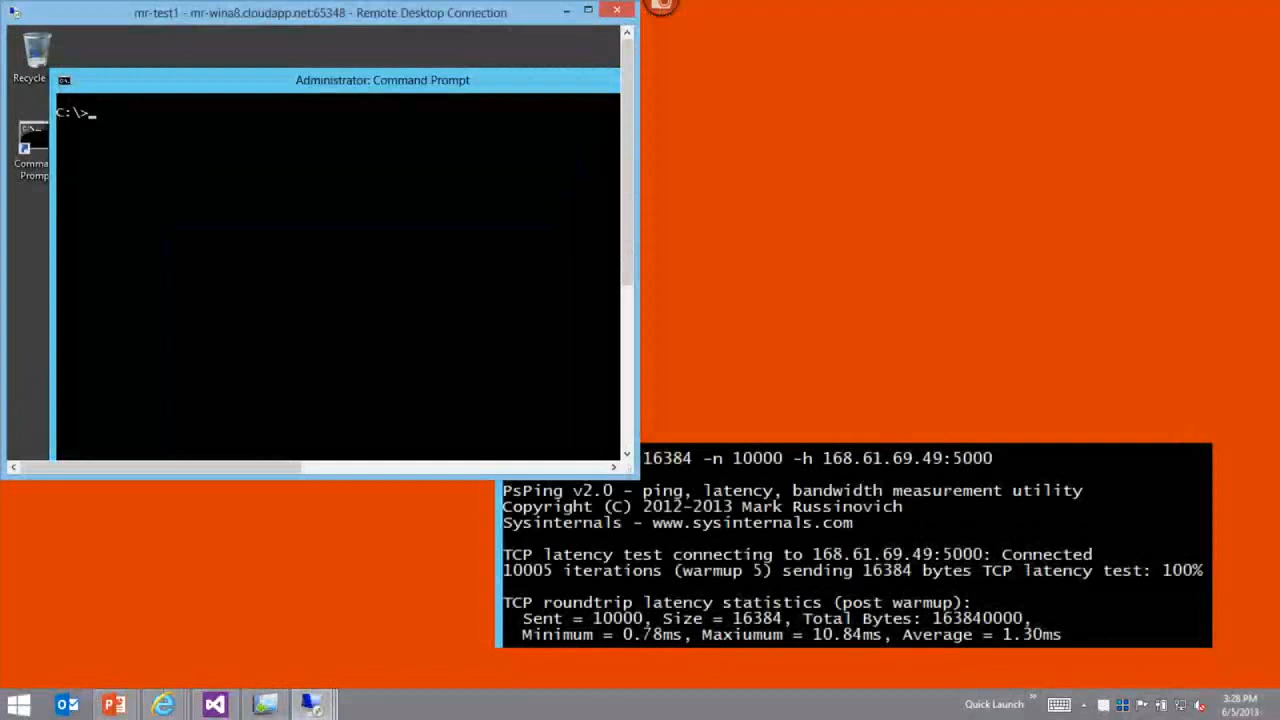 mr-test1 - mr-wina8.cloudapp.net:65348 - Remote Desktop Connection
Recycle
Administrator: Command Prompt
C:\>_
Comma
Promp
16384 -n 10000 -h 168.61.69.49:5000
PsPing v2.0 - ping, latency, bandwidth measurement utility
Copyright (C) 2012-2013 Mark Russinovich
Sysinternals - www.sysinternals.com
TCP latency test connecting to 168.61.69.49:5000: Connected
10005 iterations (warmup 5) sending 16384 bytes TCP latency test: 100%
TCP roundtrip latency statistics (post warmup):
Sent = 10000, Size = 16384, Total Bytes: 163840000,
Minimum = 0.78ms, Maxiumum = 10.84ms, Average = 1.30ms
Quick Launch
3:28 PM
6/5/2013